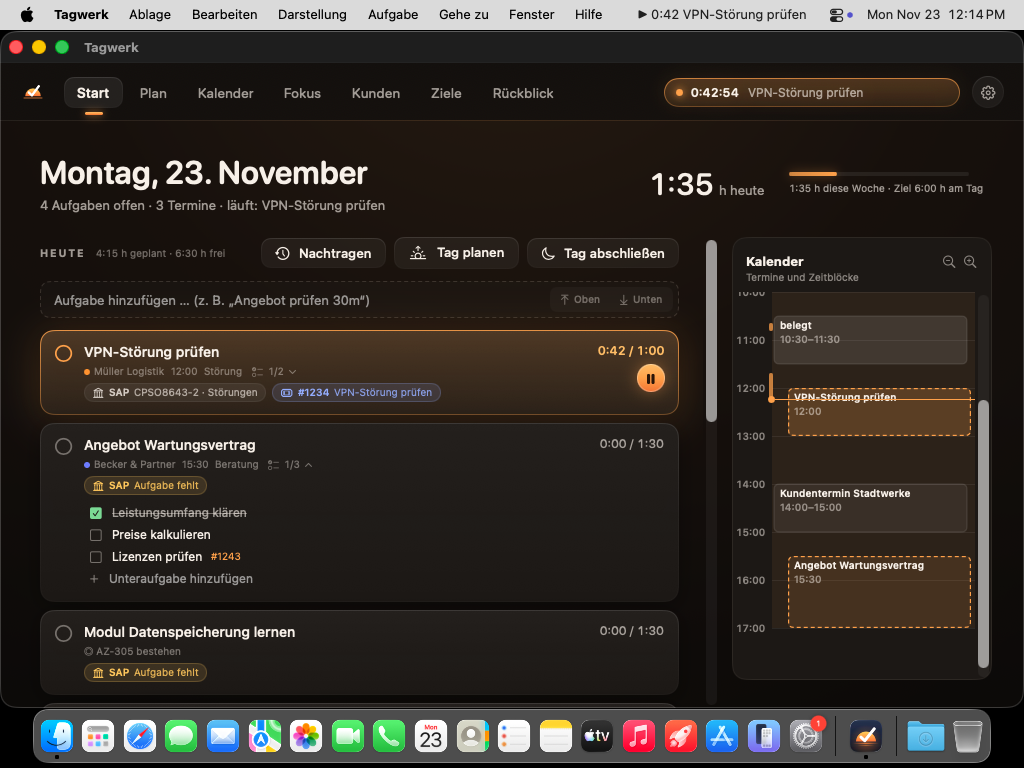 Tagwerk Ablage Bearbeiten Darstellung Aufgabe Gehe zu Fenster Hilfe 0:42 VPN-Störung prüfen Mon Nov 23 12:14 PM
Tagwerk
Start Plan Kalender Fokus Kunden Ziele Rückblick 0:42:54 VPN-Störung prüfen
Montag, 23. November
4 Aufgaben offen · 3 Termine · läuft: VPN-Störung prüfen
1:35 h heute
1:35 h diese Woche · Ziel 6:00 h am Tag
HEUTE 4:15 h geplant · 6:30 h frei Nachtragen Tag planen Tag abschließen
Aufgabe hinzufügen … (z. B. „Angebot prüfen 30m“) Oben Unten
VPN-Störung prüfen 0:42 / 1:00
Müller Logistik 12:00 Störung 1/2
SAP CPSO8643-2 · Störungen #1234 VPN-Störung prüfen
Angebot Wartungsvertrag 0:00 / 1:30
Becker & Partner 15:30 Beratung 1/3
SAP Aufgabe fehlt
Leistungsumfang klären
Preise kalkulieren
Lizenzen prüfen #1243
Unteraufgabe hinzufügen
Modul Datenspeicherung lernen 0:00 / 1:30
AZ-305 bestehen
SAP Aufgabe fehlt
Kalender
Termine und Zeitblöcke
10:00
belegt
10:30–11:30
11:00
12:00
VPN-Störung prüfen
12:00
13:00
14:00
Kundentermin Stadtwerke
14:00–15:00
15:00
Angebot Wartungsvertrag
15:30
16:00
17:00
Mon
23
tv
1